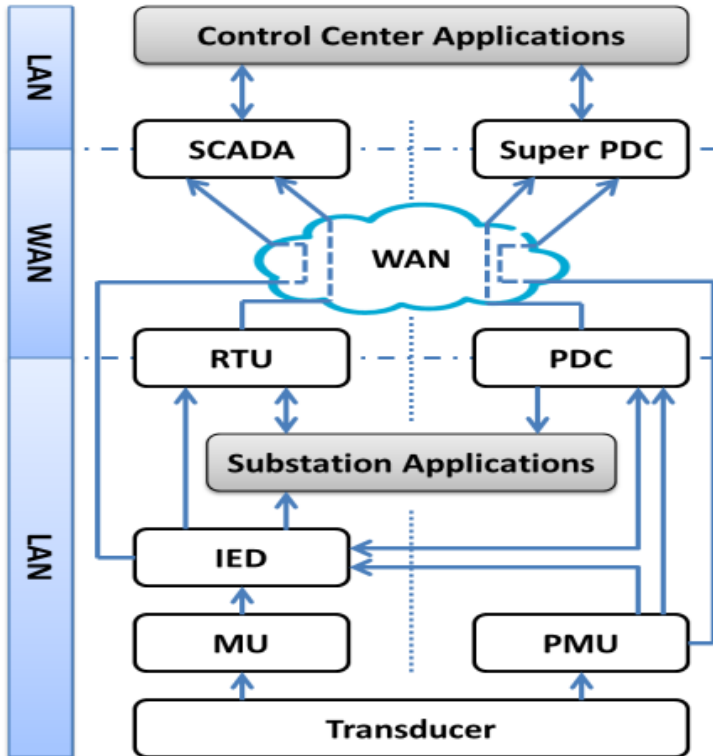 LAN
Control Center Applications
SCADA
Super PDC
WAN
WAN
RTU
PDC
LAN
Substation Applications
IED
MU
PMU
Transducer